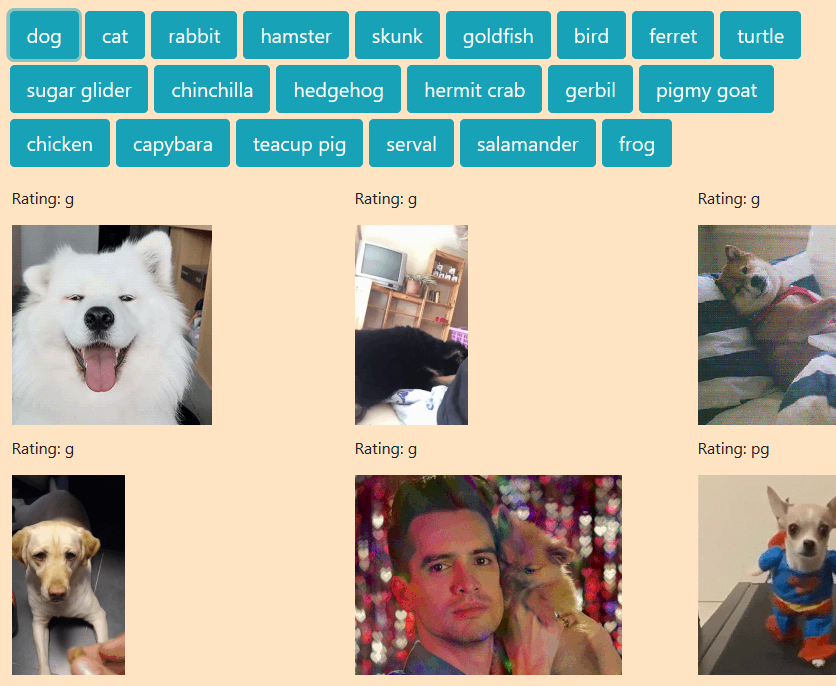 dog cat rabbit hamster skunk goldfish bird ferret turtle
sugar glider chinchilla hedgehog hermit crab gerbil pigmy goat
chicken capybara teacup pig serval salamander frog
Rating: g Rating: g Rating: g
Rating: g Rating: g Rating: pg